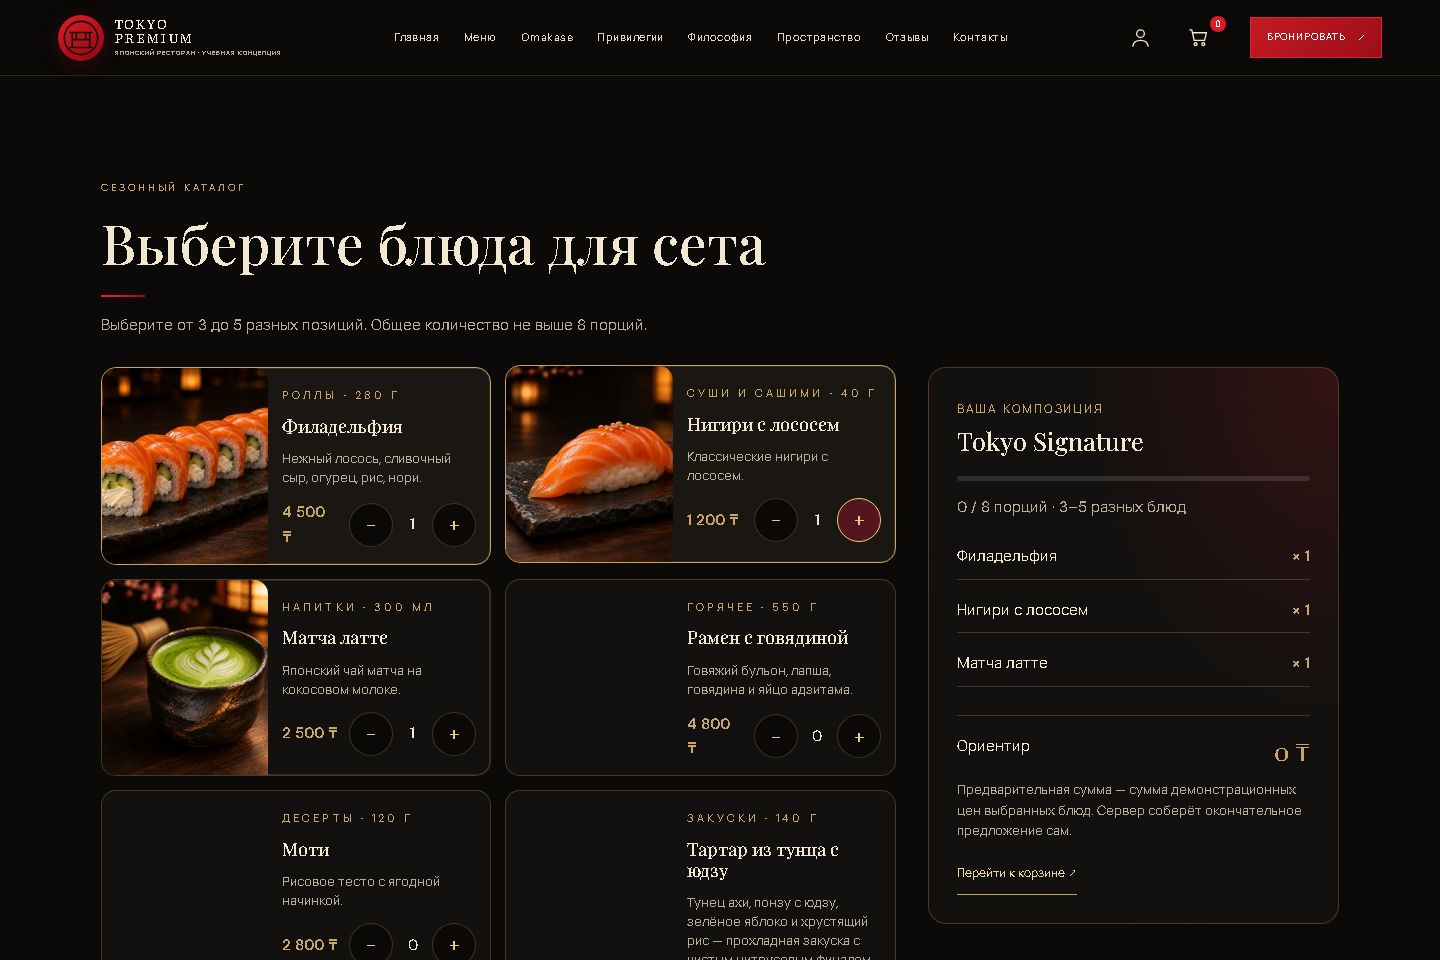 TOKYO
PREMIUM
ЯПОНСКИЙ РЕСТОРАН · УЧЕБНАЯ КОНЦЕПЦИЯ
Главная
Меню
Omakase
Привилегии
Философия
Пространство
Отзывы
Контакты
0
БРОНИРОВАТЬ ↗
СЕЗОННЫЙ КАТАЛОГ
Выберите блюда для сета
Выберите от 3 до 5 разных позиций. Общее количество не выше 8 порций.
РОЛЛЫ · 280 Г
Филадельфия
Нежный лосось, сливочный
сыр, огурец, рис, нори.
4 500
₸
− 1 +
СУШИ И САШИМИ · 40 Г
Нигири с лососем
Классические нигири с
лососем.
1 200 ₸ − 1 +
НАПИТКИ · 300 МЛ
Матча латте
Японский чай матча на
кокосовом молоке.
2 500 ₸ − 1 +
ГОРЯЧЕЕ · 550 Г
Рамен с говядиной
Говяжий бульон, лапша,
говядина и яйцо адзитама.
4 800
₸
− 0 +
ДЕСЕРТЫ · 120 Г
Моти
Рисовое тесто с ягодной
начинкой.
2 800 ₸ − 0 +
ЗАКУСКИ · 140 Г
Тартар из тунца с
юдзу
Тунец ахи, понзу с юдзу,
зелёное яблоко и хрустящий
рис — прохладная закуска с
чистым цитрусовым финалом.
ВАША КОМПОЗИЦИЯ
Tokyo Signature
0 / 8 порций · 3–5 разных блюд
Филадельфия × 1
Нигири с лососем × 1
Матча латте × 1
Ориентир 0 ₸
Предварительная сумма — сумма демонстрационных
цен выбранных блюд. Сервер соберёт окончательное
предложение сам.
Перейти к корзине ↗